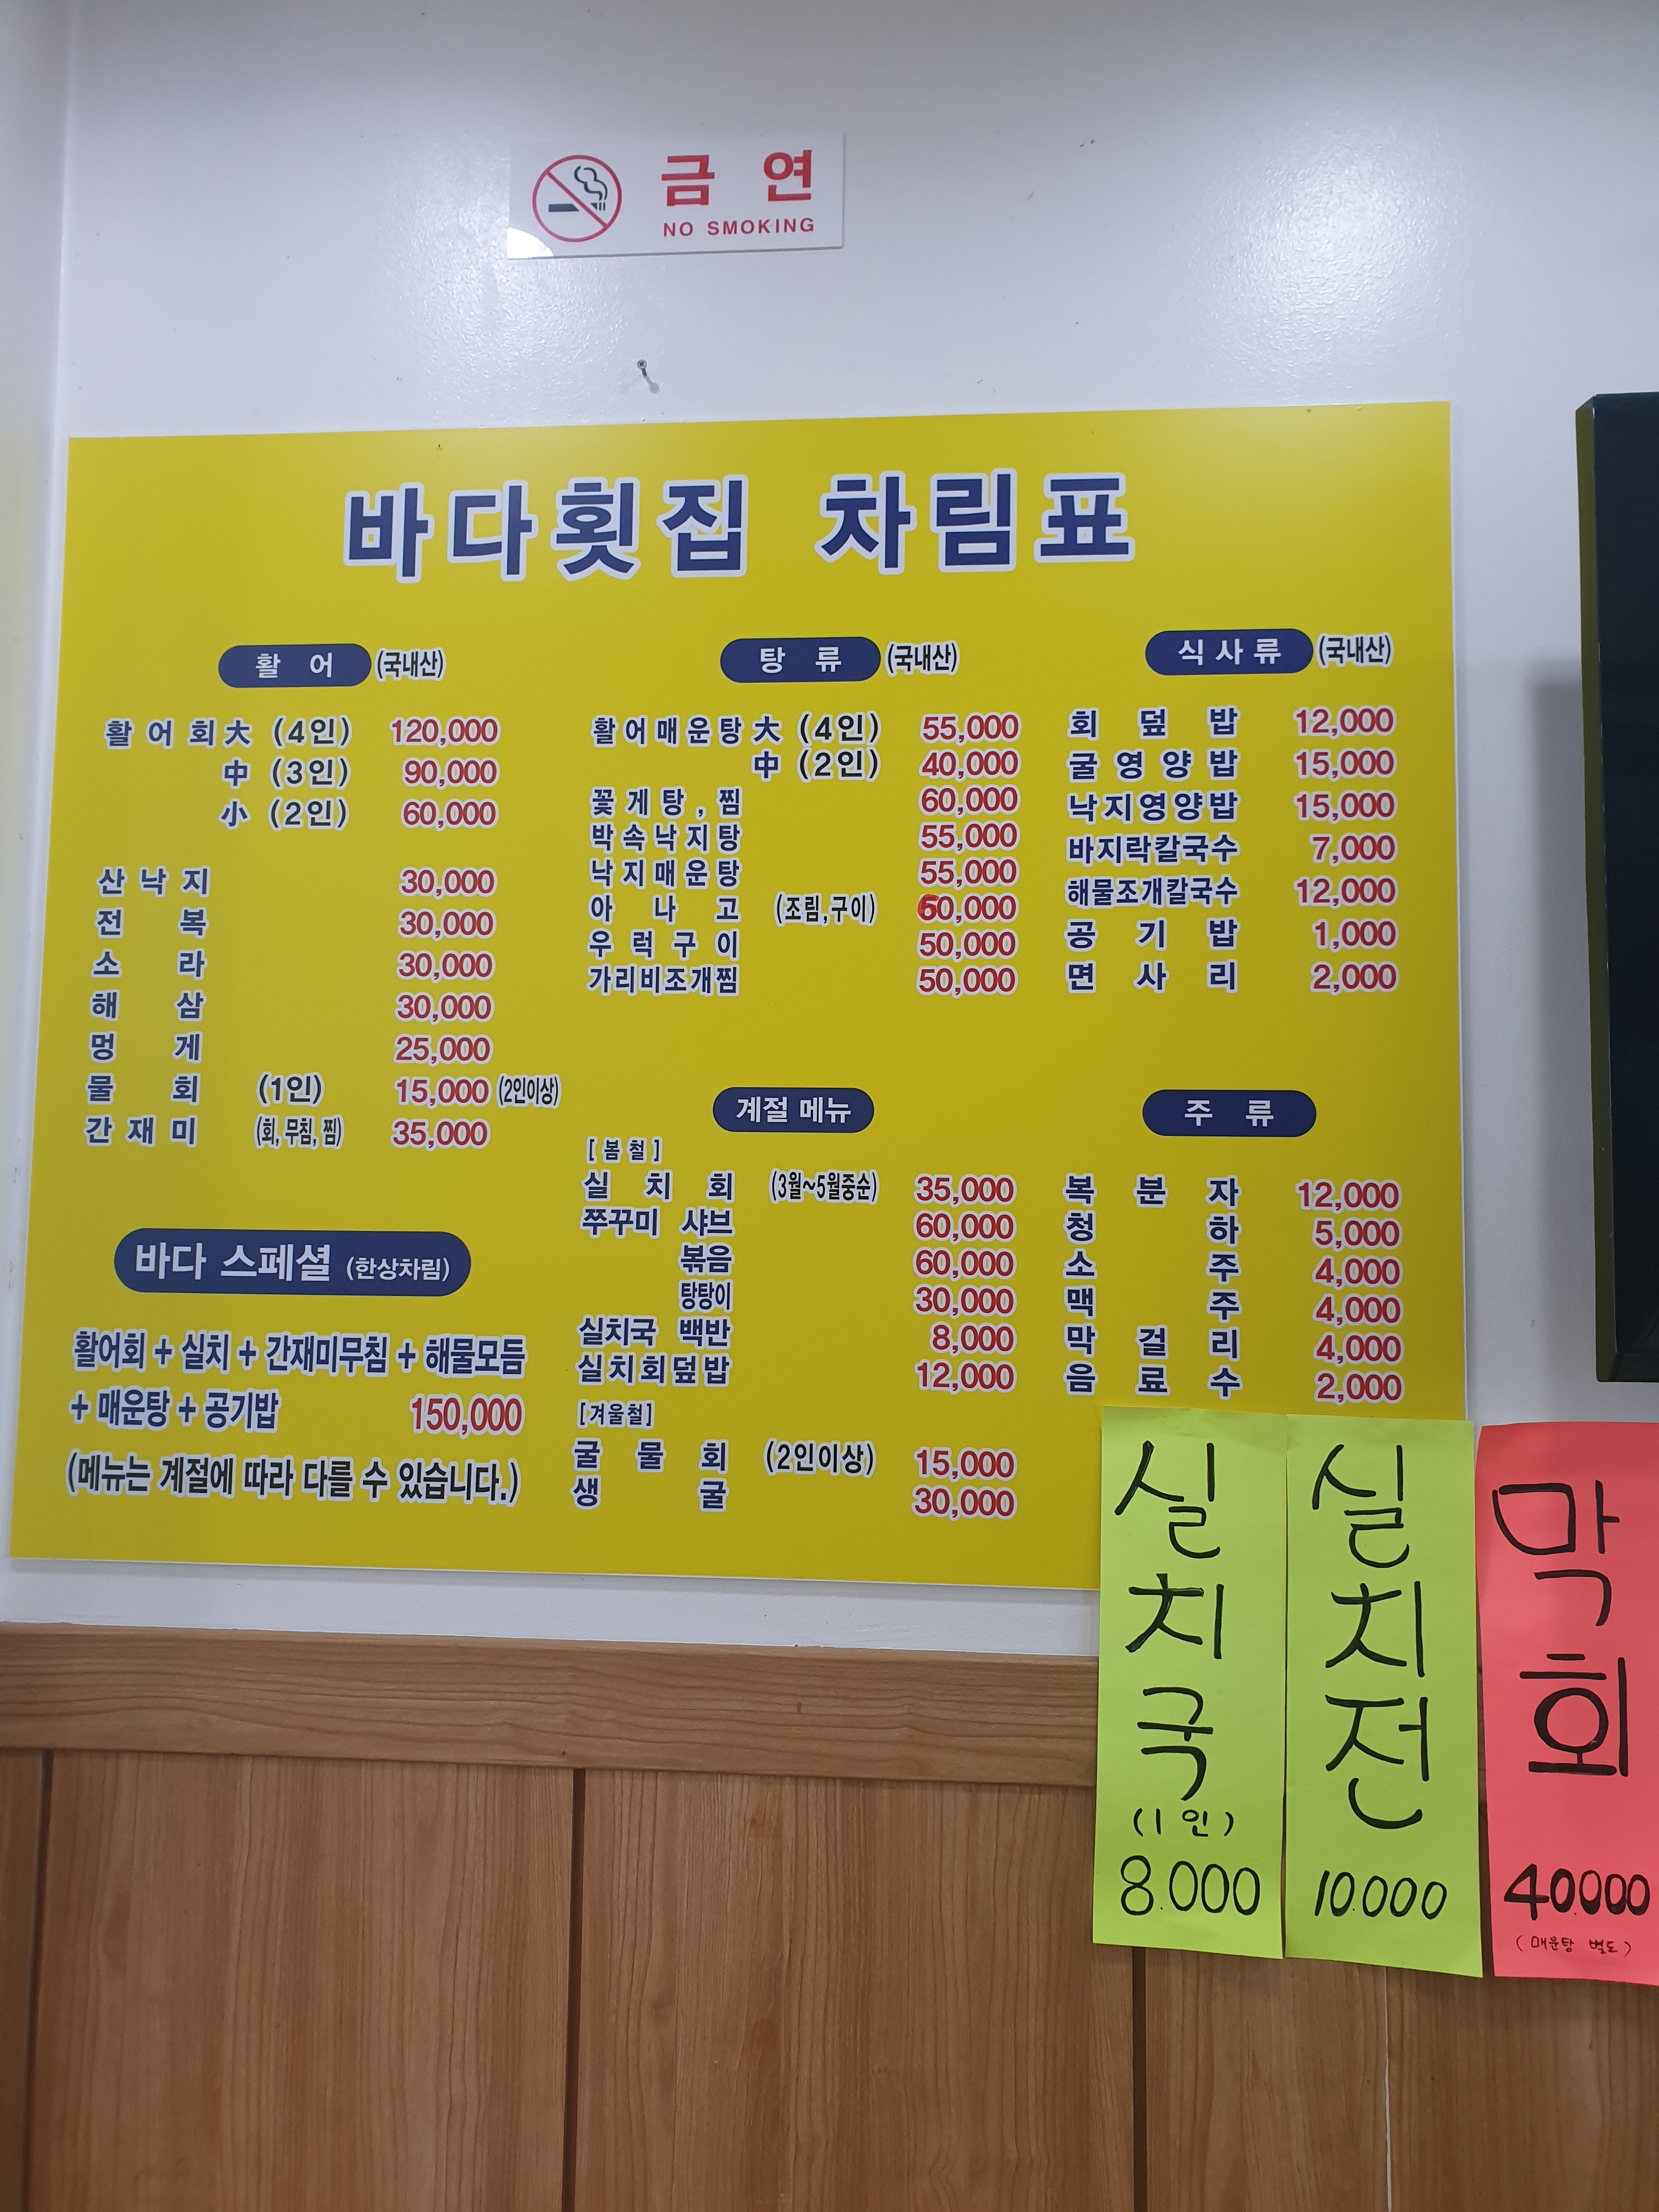 금 연
NO SMOKING
바다횟집 차림표
활 어 (국내산)
활어회 大 (4인) 120,000
中 (3인) 90,000
小 (2인) 60,000
산낙지 30,000
전 복 30,000
소 라 30,000
해 삼 30,000
멍 게 25,000
물 회 (1인) 15,000 (2인이상)
간재미 (회, 무침, 찜) 35,000
바다 스페셜 (한상차림)
활어회 + 실치 + 간재미무침 + 해물모듬
+ 매운탕 + 공기밥 150,000
(메뉴는 계절에 따라 다를 수 있습니다.)
탕 류 (국내산)
활어매운탕 大 (4인) 55,000
中 (2인) 40,000
꽃게탕, 찜 60,000
박속낙지탕 55,000
낙지매운탕 55,000
아 나 고 (조림,구이) 0,000
우럭구이 50,000
가리비조개찜 50,000
계절 메뉴
[봄철]
실 치 회 (3월~5월중순) 35,000
쭈꾸미 샤브 60,000
볶음 60,000
탕탕이 30,000
실치국 백반 8,000
실치회덮밥 12,000
[겨울철]
굴 물 회 (2인이상) 15,000
생 굴 30,000
식사류 (국내산)
회 덮 밥 12,000
굴영양밥 15,000
낙지영양밥 15,000
바지락칼국수 7,000
해물조개칼국수 12,000
공 기 밥 1,000
면 사 리 2,000
주 류
복 분 자 12,000
청 하 5,000
소 주 4,000
맥 주 4,000
막 걸 리 4,000
음 료 수 2,000
실치국
(1인)
8.000
실치전
10.000
막회
40.000
(매운탕 별도)